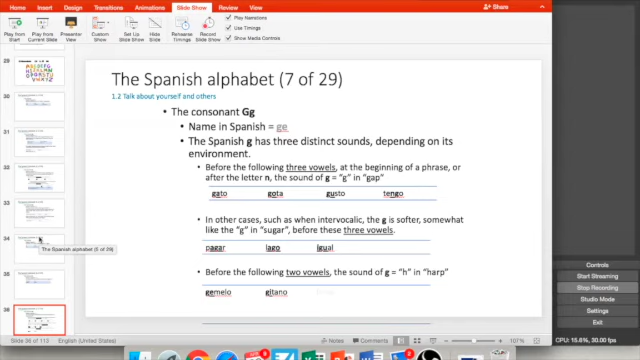 Home
Insert
Design
Transitions
Animations
Slide Show
Review
View
Play from
Start
Play from
Current Slide
Presenter
View
Custom
Show
Set Up
Slide Show
Hide
Slide
Rehearse
Timings
Record
Slide Show
Play Narrations
Use Timings
Show Media Controls
30
31
32
33
34
The Spanish alphabet (5 of 29)
36
The Spanish alphabet (7 of 29)
1.2 Talk about yourself and others
• The consonant Gg
• Name in Spanish = ge
• The Spanish g has three distinct sounds, depending on its
environment.
• Before the following three vowels, at the beginning of a phrase, or
after the letter n, the sound of g = "g" in "gap"
gato gota gusto tengo
• In other cases, such as when intervocalic, the g is softer, somewhat
like the "g" in "sugar", before these three vowels.
pagar lago igual
• Before the following two vowels, the sound of g = "h" in "harp"
gemelo gitano
Controls
Start Streaming
Stop Recording
Studio Mode
Settings
Exit
CPU: 15.6%, 30.00 fps
Slide 36 of 113
English (United States)
Notes
Comments
107%